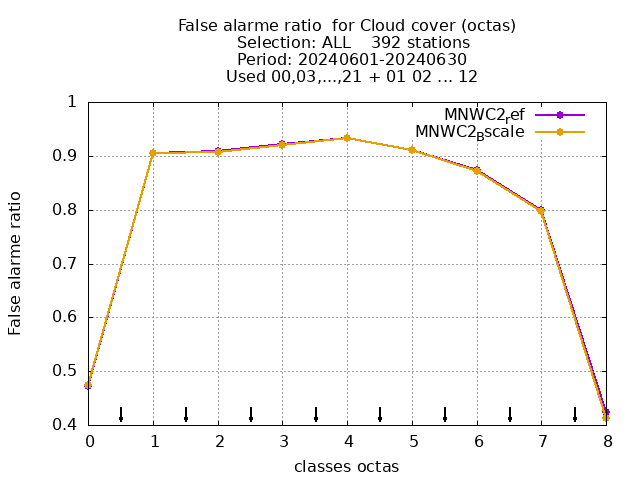 False alarme ratio  for Cloud cover (octas)
Selection: ALL    392 stations
Period: 20240601-20240630
Used 00,03,...,21 + 01 02 ... 12
MNWC2ref
MNWC2Bscale
1
0.9
0.8
0.7
0.6
0.5
0.4
False alarme ratio
0 1 2 3 4 5 6 7 8
classes octas